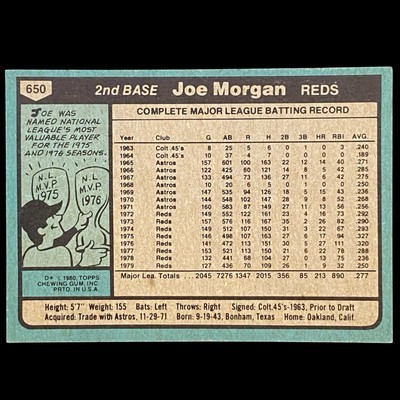 650
2nd BASE Joe Morgan REDS
JOE WAS
NAMED NATIONAL
LEAGUE'S MOST
VALUABLE PLAYER
FOR THE 1975
AND 1976 SEASONS.
N.L.
M.V.P
1975
N.L.
M.V.P
1976
D* © 1980, TOPPS
CHEWING GUM, INC.
PRTD. IN U.S.A.
COMPLETE MAJOR LEAGUE BATTING RECORD
Year Club G AB R H 2B 3B HR RBI AVG.
1963 Colt.45's 8 25 5 6 0 1 0 3 .240
1964 Colt.45's 10 37 4 7 0 0 0 0 .189
1965 Astros 157 601 100 163 22 12 14 40 .271
1966 Astros 122 425 60 121 14 8 5 42 .285
1967 Astros 133 494 73 136 27 11 6 42 .275
1968 Astros 10 20 6 5 0 1 0 0 .250
1969 Astros 147 535 94 126 18 5 15 43 .236
1970 Astros 144 548 102 147 28 9 8 52 .268
1971 Astros 160 583 87 149 27 11 13 56 .256
1972 Reds 149 552 122 161 23 4 16 73 .292
1973 Reds 157 576 116 167 35 2 26 82 .290
1974 Reds 149 512 107 150 31 3 22 67 .293
1975 Reds 146 498 107 163 27 6 17 94 .327
1976 Reds 141 472 113 151 30 5 27 111 .320
1977 Reds 153 521 113 150 21 6 22 78 .288
1978 Reds 132 441 68 104 27 0 13 75 .236
1979 Reds 127 436 70 109 26 1 9 32 .250
Major Lea. Totals 2045 7276 1347 2015 356 85 213 890 .277
Height: 5'7" Weight: 155 Bats: Left Throws: Right Signed: Colt.45's-1963, Prior to Draft
Acquired: Trade with Astros, 11-29-71 Born: 9-19-43, Bonham, Texas Home: Oakland, Calif.